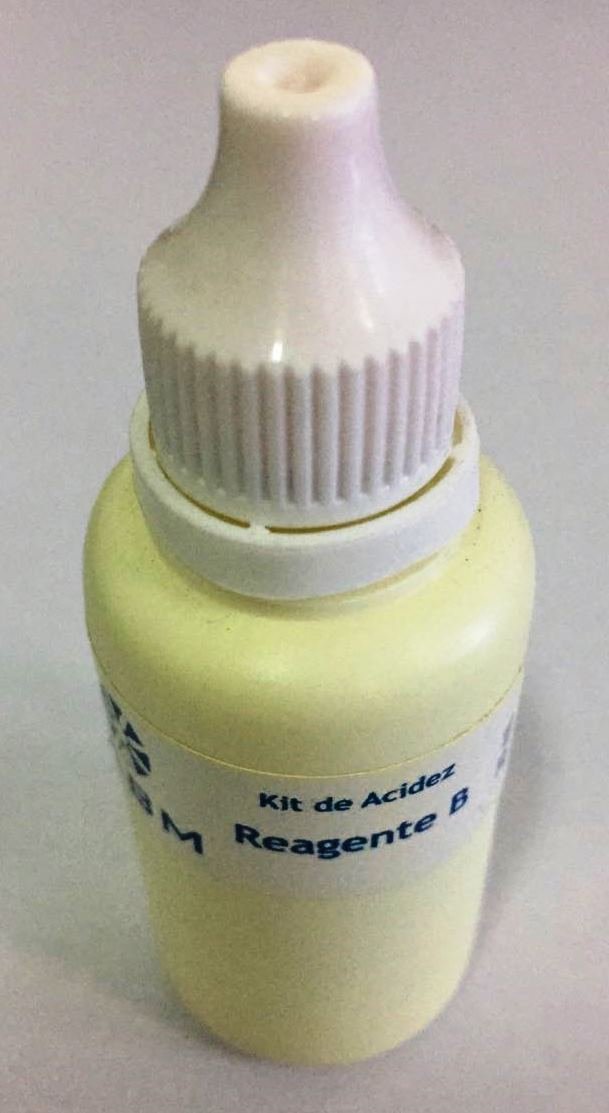 Kit de Acidez
Reagente B